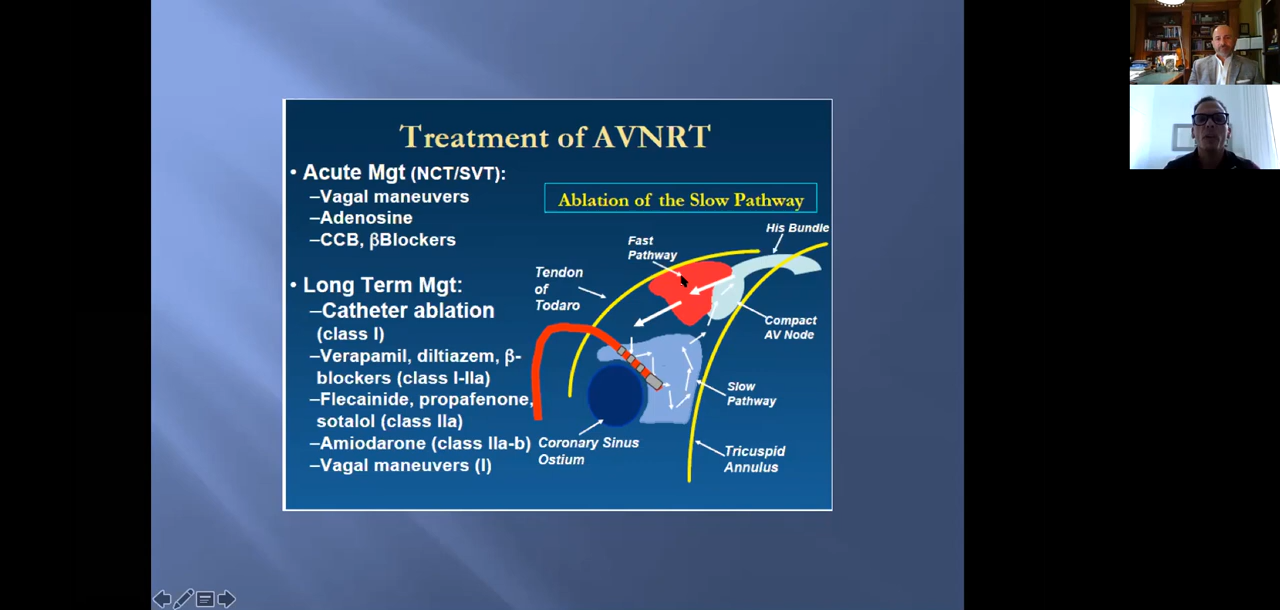 Treatment of AVNRT
• Acute Mgt (NCT/SVT):
–Vagal maneuvers
–Adenosine
–CCB, βBlockers
• Long Term Mgt:
–Catheter ablation
(class I)
–Verapamil, diltiazem, β-
blockers (class I-IIa)
–Flecainide, propafenone,
sotalol (class IIa)
–Amiodarone (class IIa-b)
–Vagal maneuvers (I)
Ablation of the Slow Pathway
His Bundle
Fast
Pathway
Tendon
of
Todaro
Compact
AV Node
Slow
Pathway
Coronary Sinus
Ostium
Tricuspid
Annulus